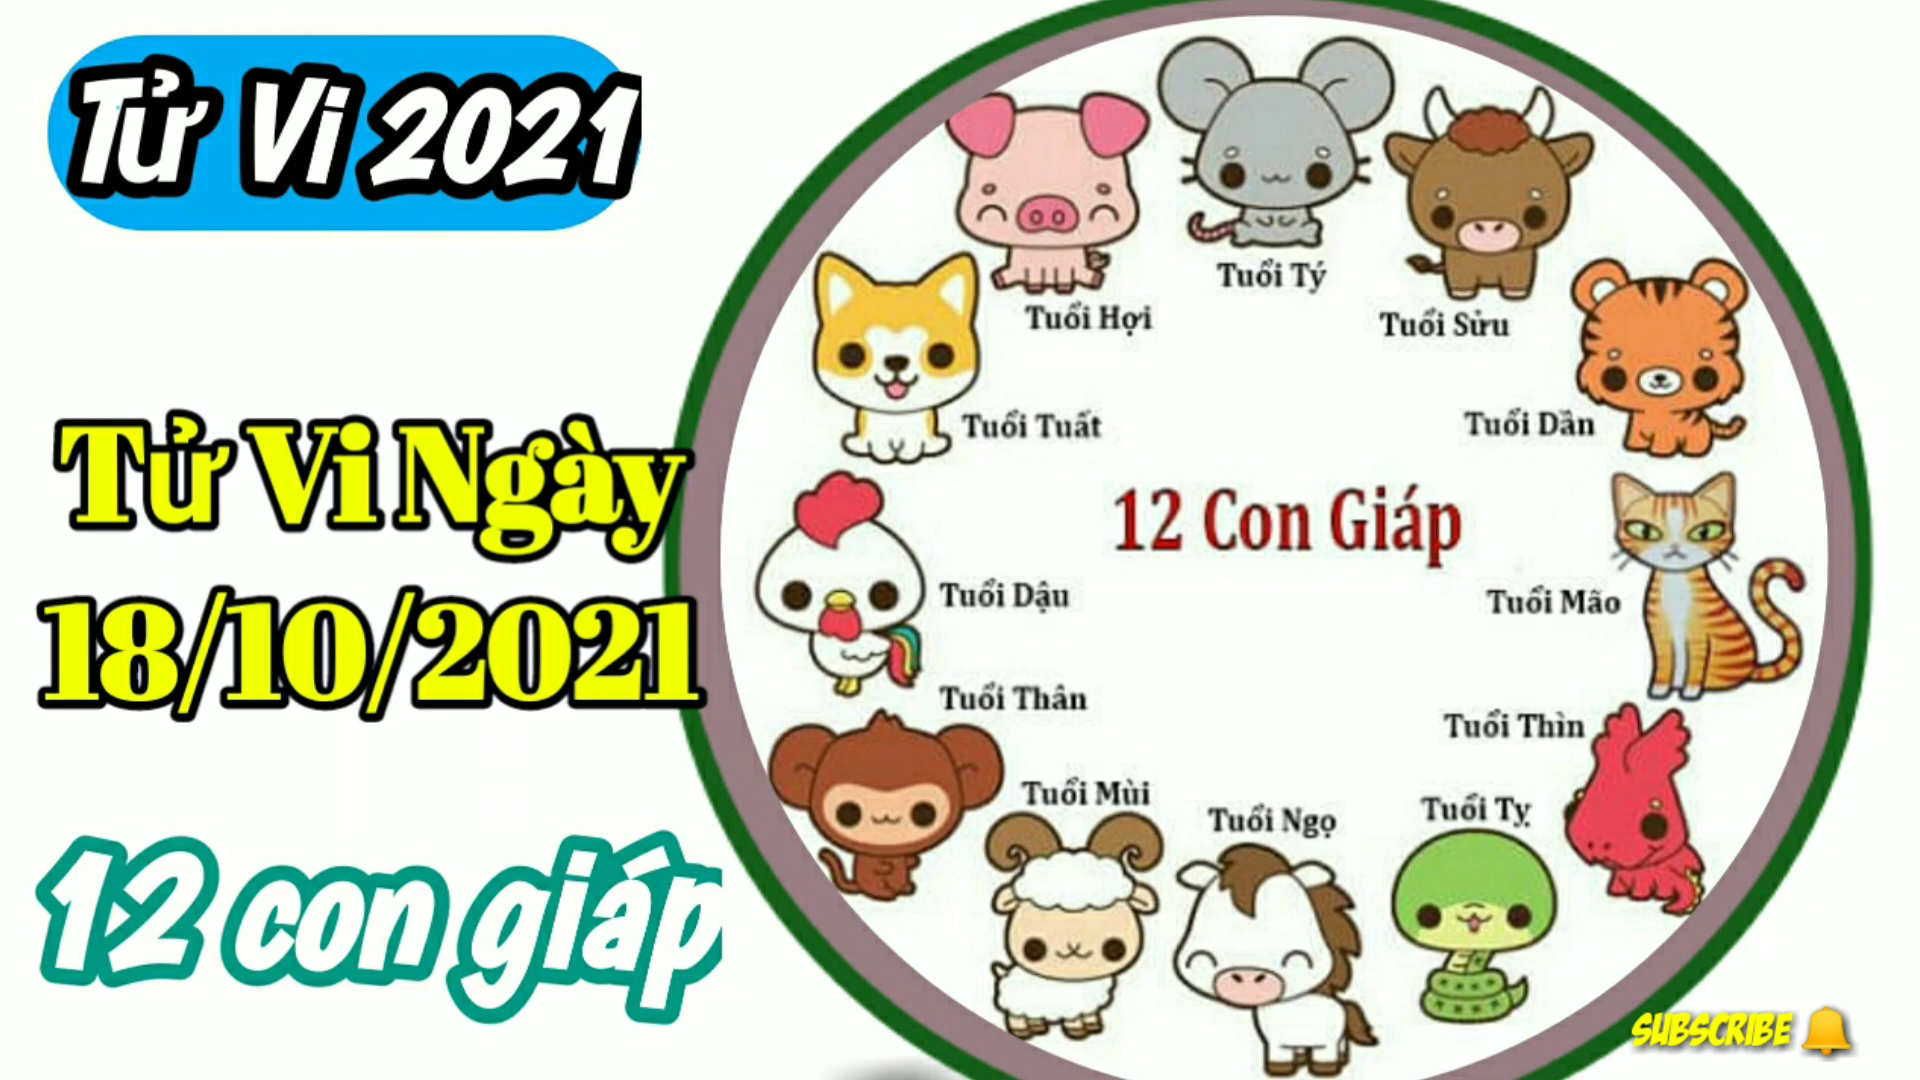 Tử Vi 2021
Tử Vi Ngày
18/10/2021
12 con giáp
Tuổi Tý
Tuổi Hợi
Tuổi Sửu
Tuổi Tuất
Tuổi Dần
12 Con Giáp
Tuổi Dậu
Tuổi Mão
Tuổi Thân
Tuổi Thìn
Tuổi Mùi
Tuổi Ngọ
Tuổi Tỵ
SUBSCRIBE